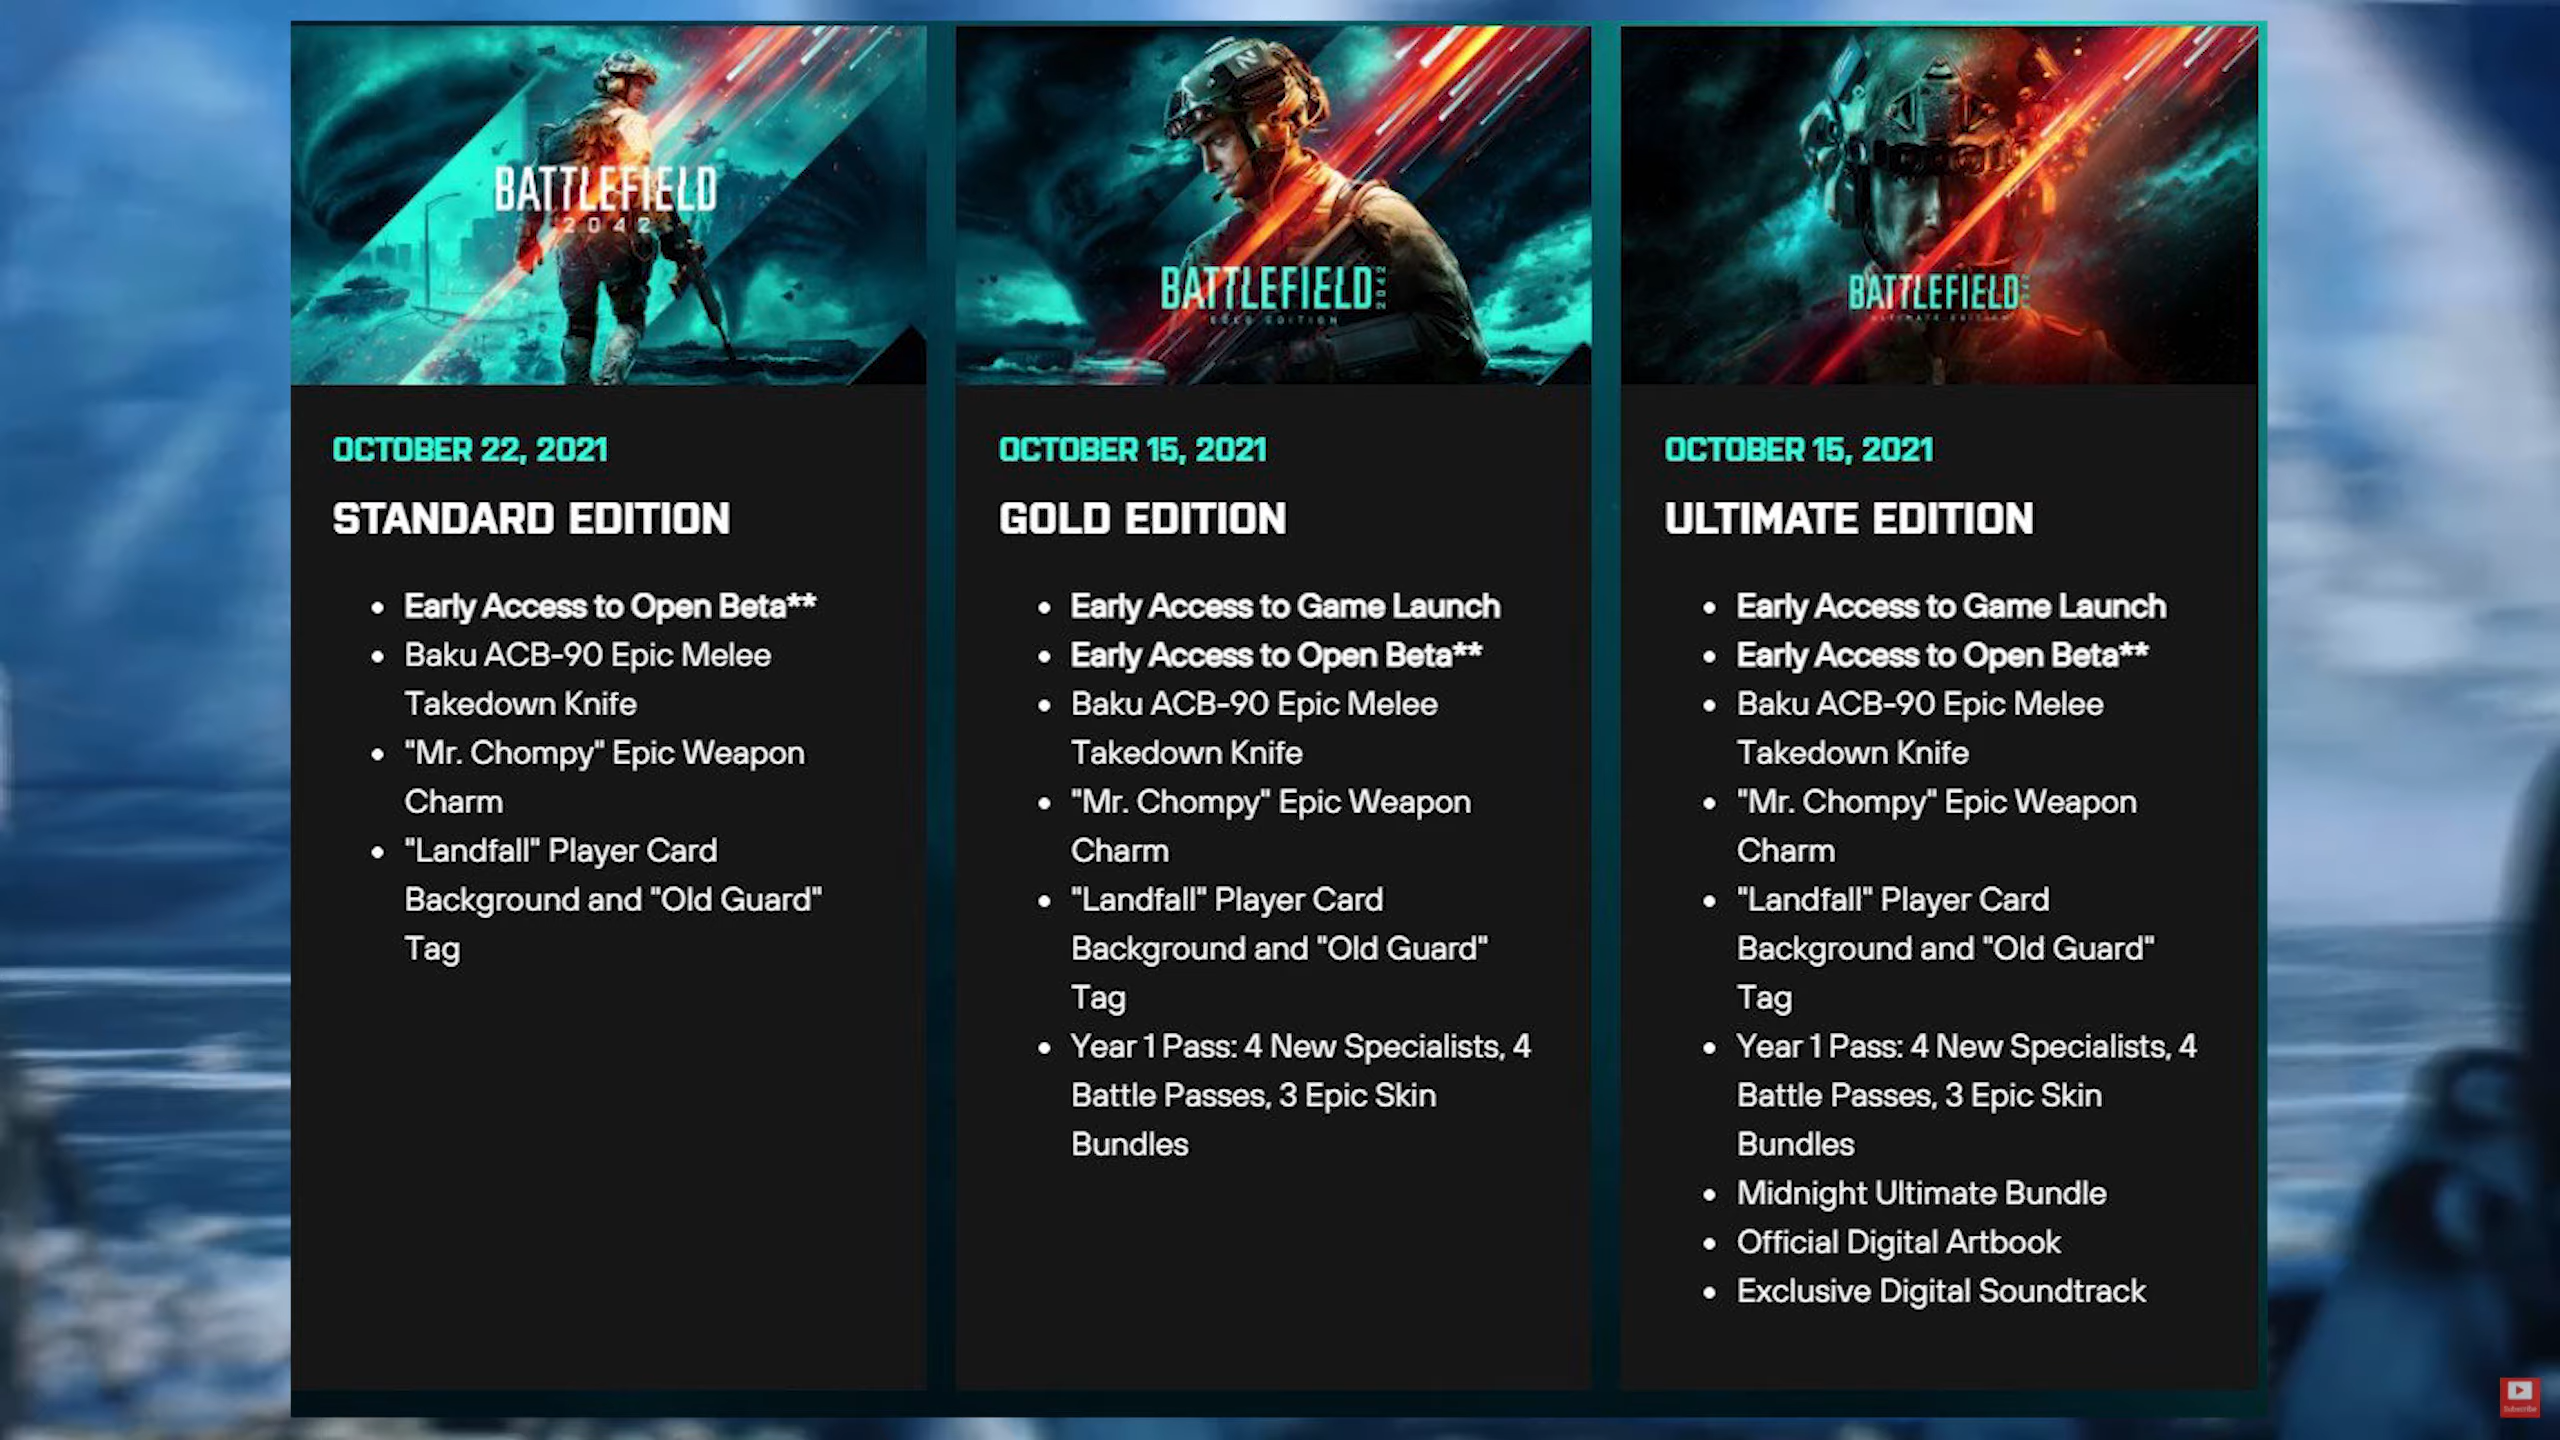 BATTLEFIELD
2042
OCTOBER 22, 2021
STANDARD EDITION
Early Access to Open Beta**
Baku ACB-90 Epic Melee
Takedown Knife
"Mr. Chompy" Epic Weapon
Charm
"Landfall" Player Card
Background and "Old Guard"
Tag
BATTLEFIELD 2042
GOLD EDITION
OCTOBER 15, 2021
GOLD EDITION
Early Access to Game Launch
Early Access to Open Beta**
Baku ACB-90 Epic Melee
Takedown Knife
"Mr. Chompy" Epic Weapon
Charm
"Landfall" Player Card
Background and "Old Guard"
Tag
Year 1 Pass: 4 New Specialists, 4
Battle Passes, 3 Epic Skin
Bundles
BATTLEFIELD 2042
ULTIMATE EDITION
OCTOBER 15, 2021
ULTIMATE EDITION
Early Access to Game Launch
Early Access to Open Beta**
Baku ACB-90 Epic Melee
Takedown Knife
"Mr. Chompy" Epic Weapon
Charm
"Landfall" Player Card
Background and "Old Guard"
Tag
Year 1 Pass: 4 New Specialists, 4
Battle Passes, 3 Epic Skin
Bundles
Midnight Ultimate Bundle
Official Digital Artbook
Exclusive Digital Soundtrack
Subscribe